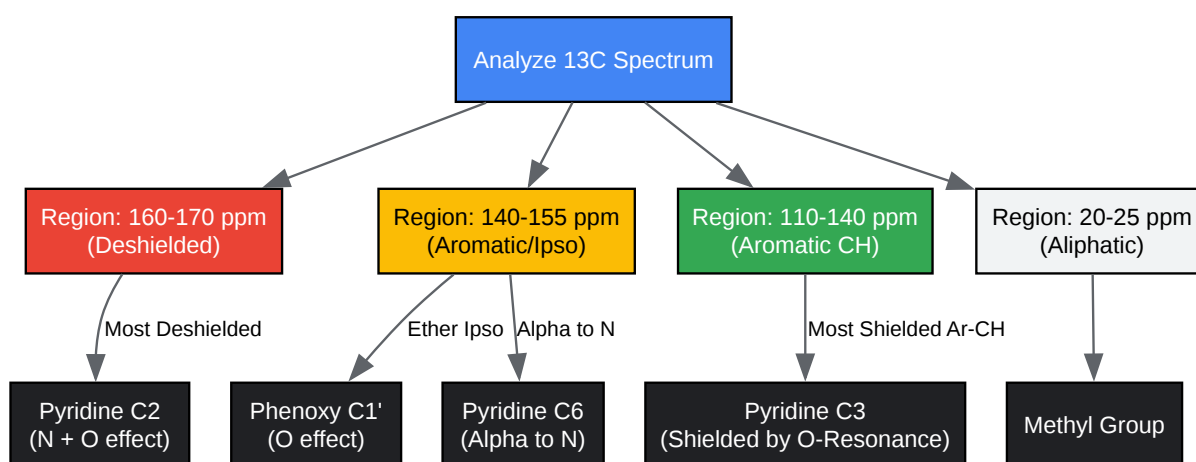 Analyze 13C Spectrum
Region: 160-170 ppm
(Deshielded)
Region: 140-155 ppm
(Aromatic/Ipso)
Region: 110-140 ppm
(Aromatic CH)
Region: 20-25 ppm
(Aliphatic)
Most Deshielded
Ether Ipso
Alpha to N
Most Shielded Ar-CH
Pyridine C2
(N + O effect)
Phenoxy C1'
(O effect)
Pyridine C6
(Alpha to N)
Pyridine C3
(Shielded by O-Resonance)
Methyl Group